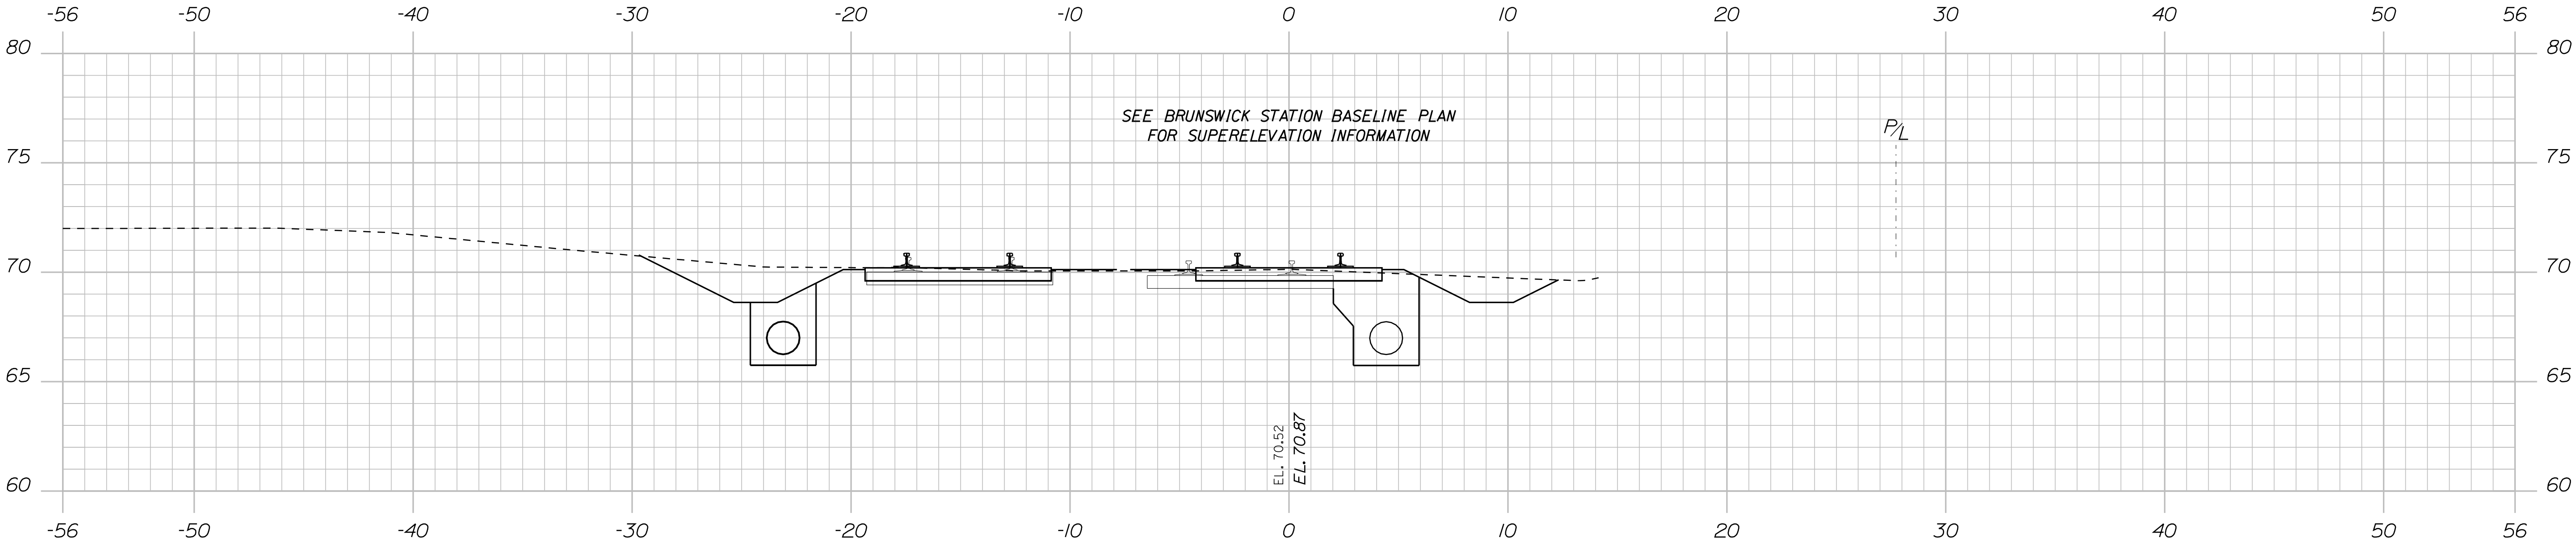 -56 -50 -40 -30 -20 -10 0 10 20 30 40 50 56
80 80
SEE BRUNSWICK STATION BASELINE PLAN
FOR SUPERELEVATION INFORMATION
P/L
75 75
70 70
65 65
EL. 70.52
EL. 70.87
60 60
-56 -50 -40 -30 -20 -10 0 10 20 30 40 50 56